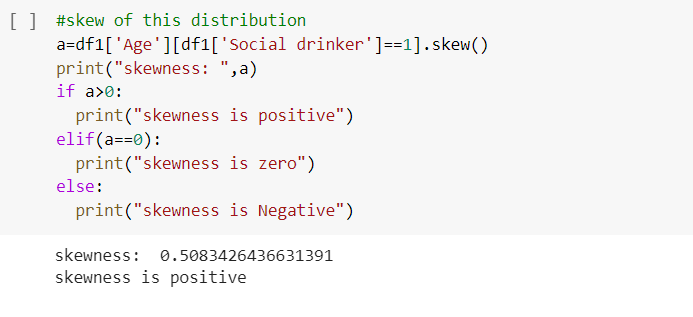 [ ] #skew of this distribution
a=df1['Age'][df1['Social drinker']==1].skew()
print("skewness: ",a)
if a>0:
  print("skewness is positive")
elif(a==0):
  print("skewness is zero")
else:
  print("skewness is Negative")
skewness:  0.5083426436631391
skewness is positive